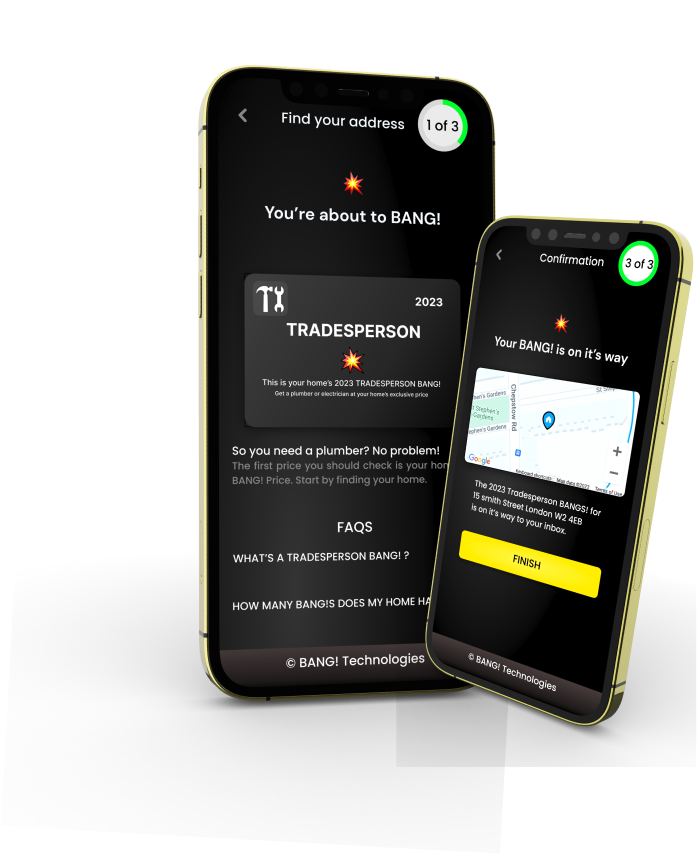 Find your address
1 of 3
You're about to BANG!
2023
TRADESPERSON
This is your home's 2023 TRADESPERSON BANG!
Get a plumber or electrician at your home's exclusive price
So you need a plumber? No problem!
The first price you should check is your hom
BANG! Price. Start by finding your home.
FAQS
WHAT'S A TRADESPERSON BANG! ?
HOW MANY BANG!S DOES MY HOME HA
© BANG! Technologies
Confirmation
3 of 3
Your BANG! is on it's way
hen's Gardens
St
Chepstow Rd
t Stephen's
Gardens
ephen's Gardens
Google
Keyboard shortcuts
Map data ©2023
Terms of Use
The 2023 Tradesperson BANGS! for
15 smith Street London W2 4EB
is on it's way to your inbox.
FINISH
© BANG! Technologies